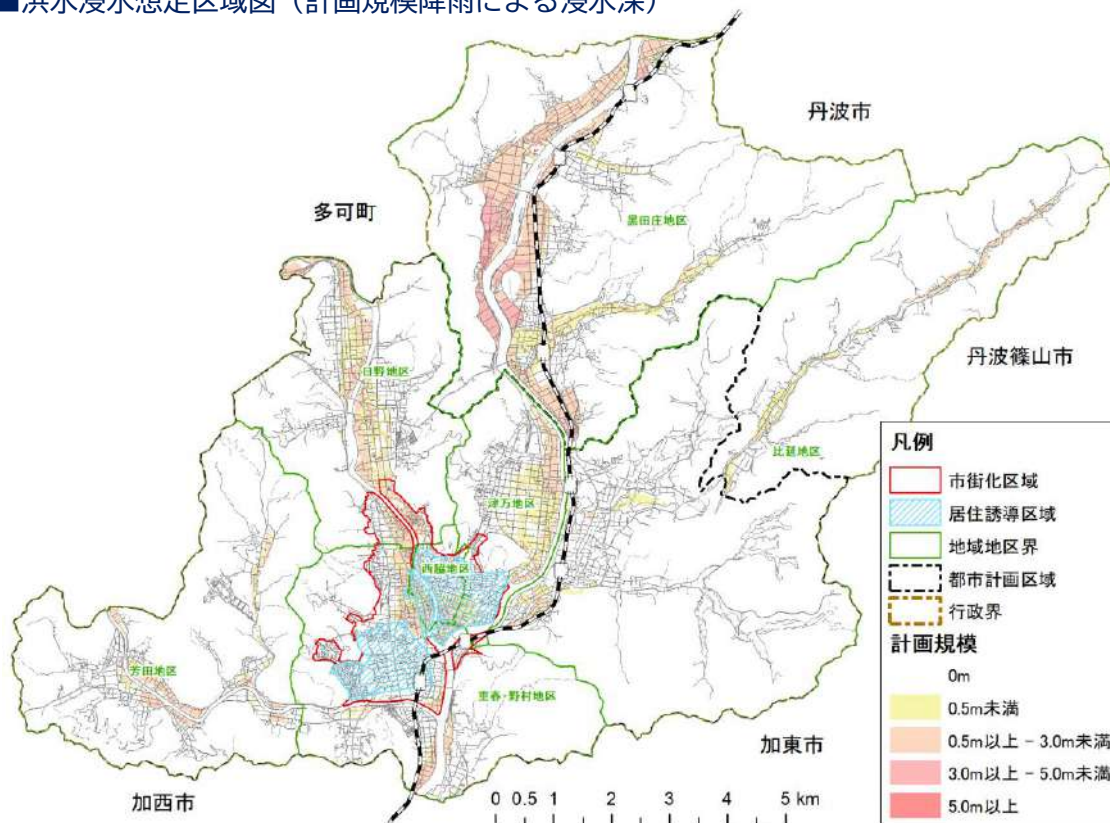 ■洪水浸水想定区域図（計画規模降雨による浸水深）
丹波市
多可町
黒田庄地区
丹波篠山市
日野地区
比延地区
津万地区
西脇地区
芳田地区
重春・野村地区
加東市
加西市
0 0.5 1 2 3 4 5 km
凡例
市街化区域
居住誘導区域
地域地区界
都市計画区域
行政界
計画規模
0m
0.5m未満
0.5m以上 - 3.0m未満
3.0m以上 - 5.0m未満
5.0m以上